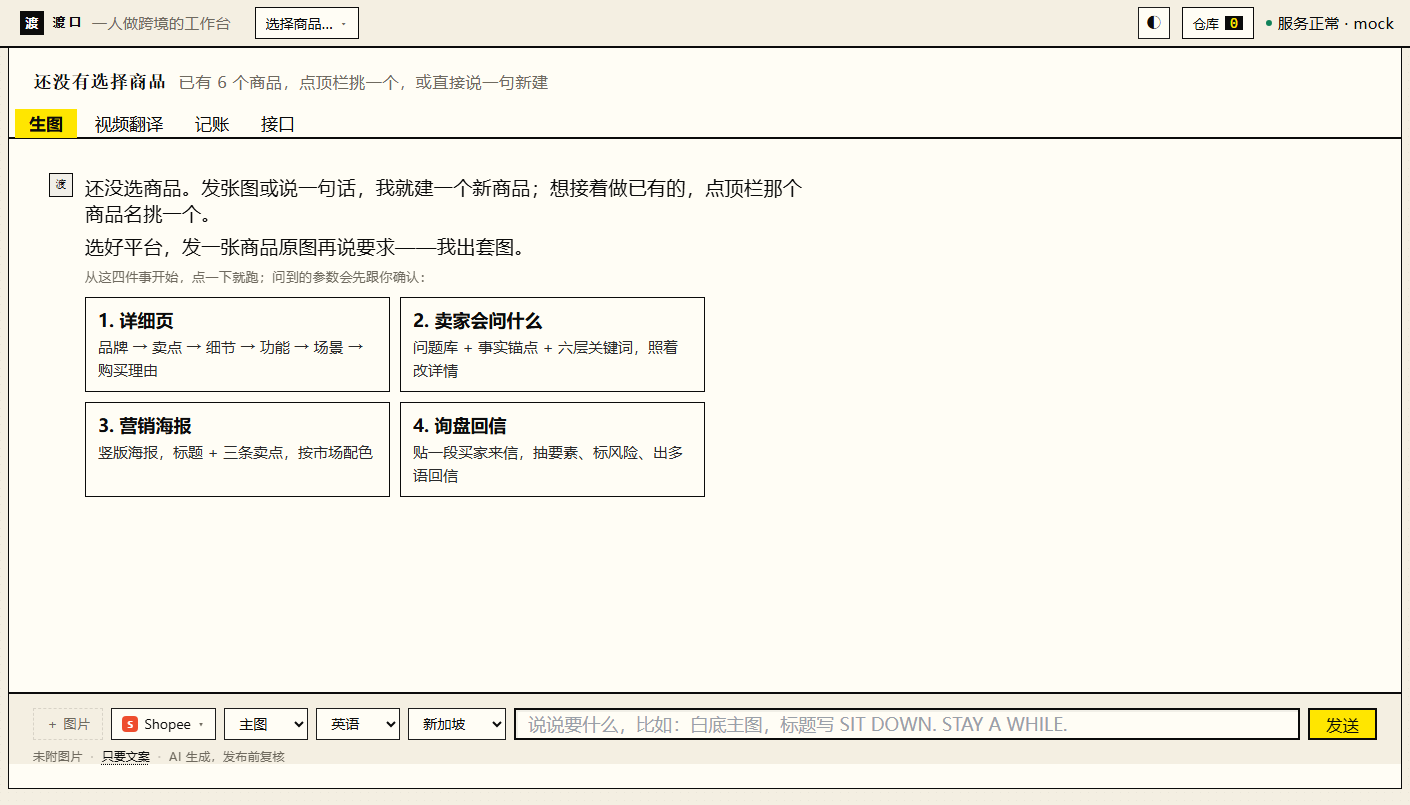 渡 渡口 一人做跨境的工作台 选择商品... 仓库 0 服务正常 · mock
还没有选择商品 已有 6 个商品，点顶栏挑一个，或直接说一句新建
生图 视频翻译 记账 接口
渡 还没选商品。发张图或说一句话，我就建一个新商品；想接着做已有的，点顶栏那个
商品名挑一个。
选好平台，发一张商品原图再说要求——我出套图。
从这四件事开始，点一下就跑；问到的参数会先跟你确认：
1. 详细页
品牌 → 卖点 → 细节 → 功能 → 场景 →
购买理由
2. 卖家会问什么
问题库 + 事实锚点 + 六层关键词，照着
改详情
3. 营销海报
竖版海报，标题 + 三条卖点，按市场配色
4. 询盘回信
贴一段买家来信，抽要素、标风险、出多
语回信
+ 图片 S Shopee 主图 英语 新加坡 说说要什么，比如：白底主图，标题写 SIT DOWN. STAY A WHILE. 发送
未附图片 · 只要文案 · AI 生成，发布前复核